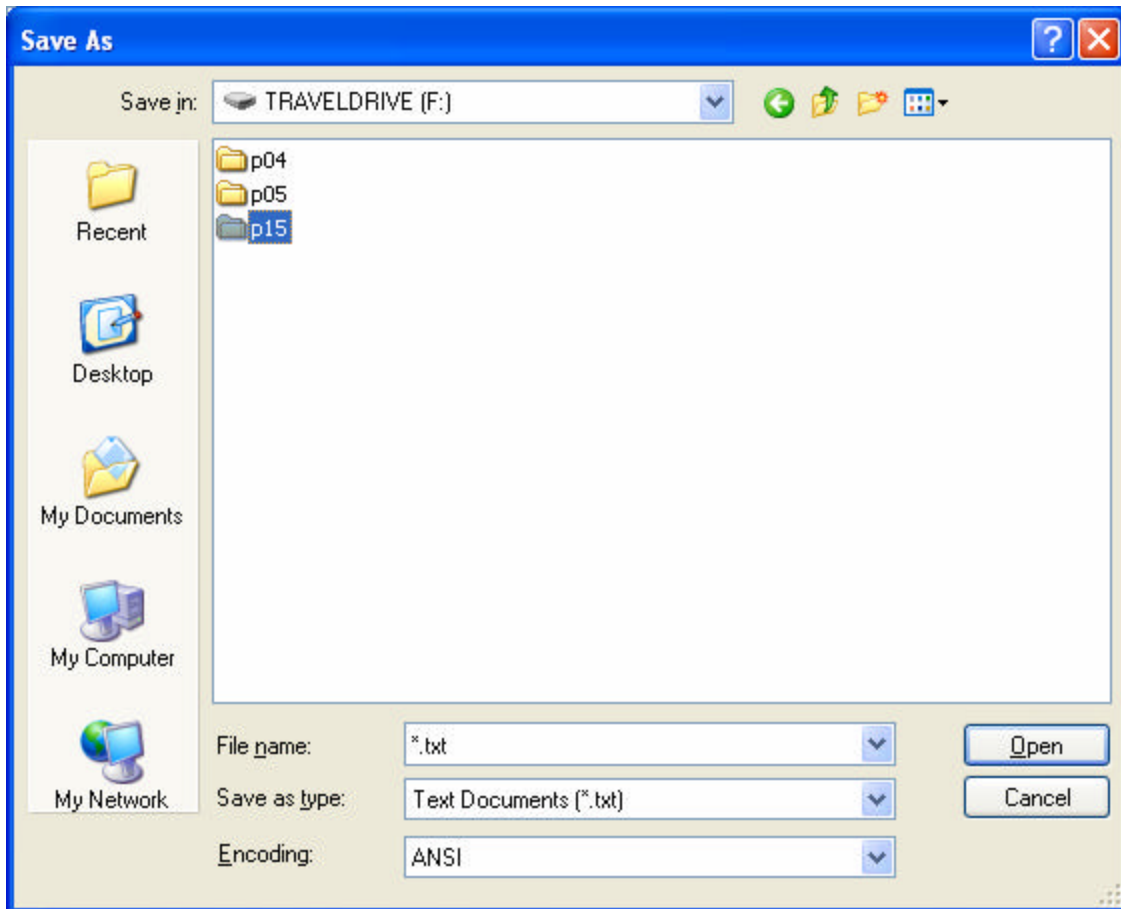 Save As
Save in: TRAVELDRIVE (F:)
p04
p05
p15
Recent
Desktop
My Documents
My Computer
My Network
File name: *.txt Open
Save as type: Text Documents (*.txt) Cancel
Encoding: ANSI